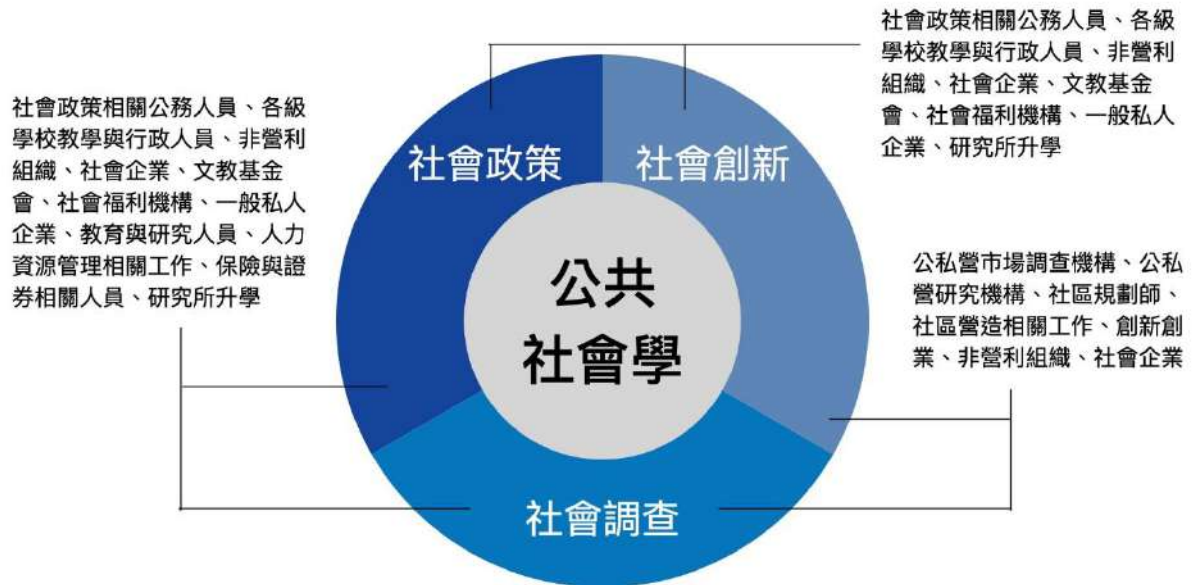 社會政策相關公務人員、各級
學校教學與行政人員、非營利
組織、社會企業、文教基金
會、社會福利機構、一般私人
企業、教育與研究人員、人力
資源管理相關工作、保險與證
券相關人員、研究所升學
社會政策相關公務人員、各級
學校教學與行政人員、非營利
組織、社會企業、文教基金
會、社會福利機構、一般私人
企業、研究所升學
社會政策
社會創新
公共
社會學
公私營市場調查機構、公私
營研究機構、社區規劃師、
社區營造相關工作、創新創
業、非營利組織、社會企業
社會調查